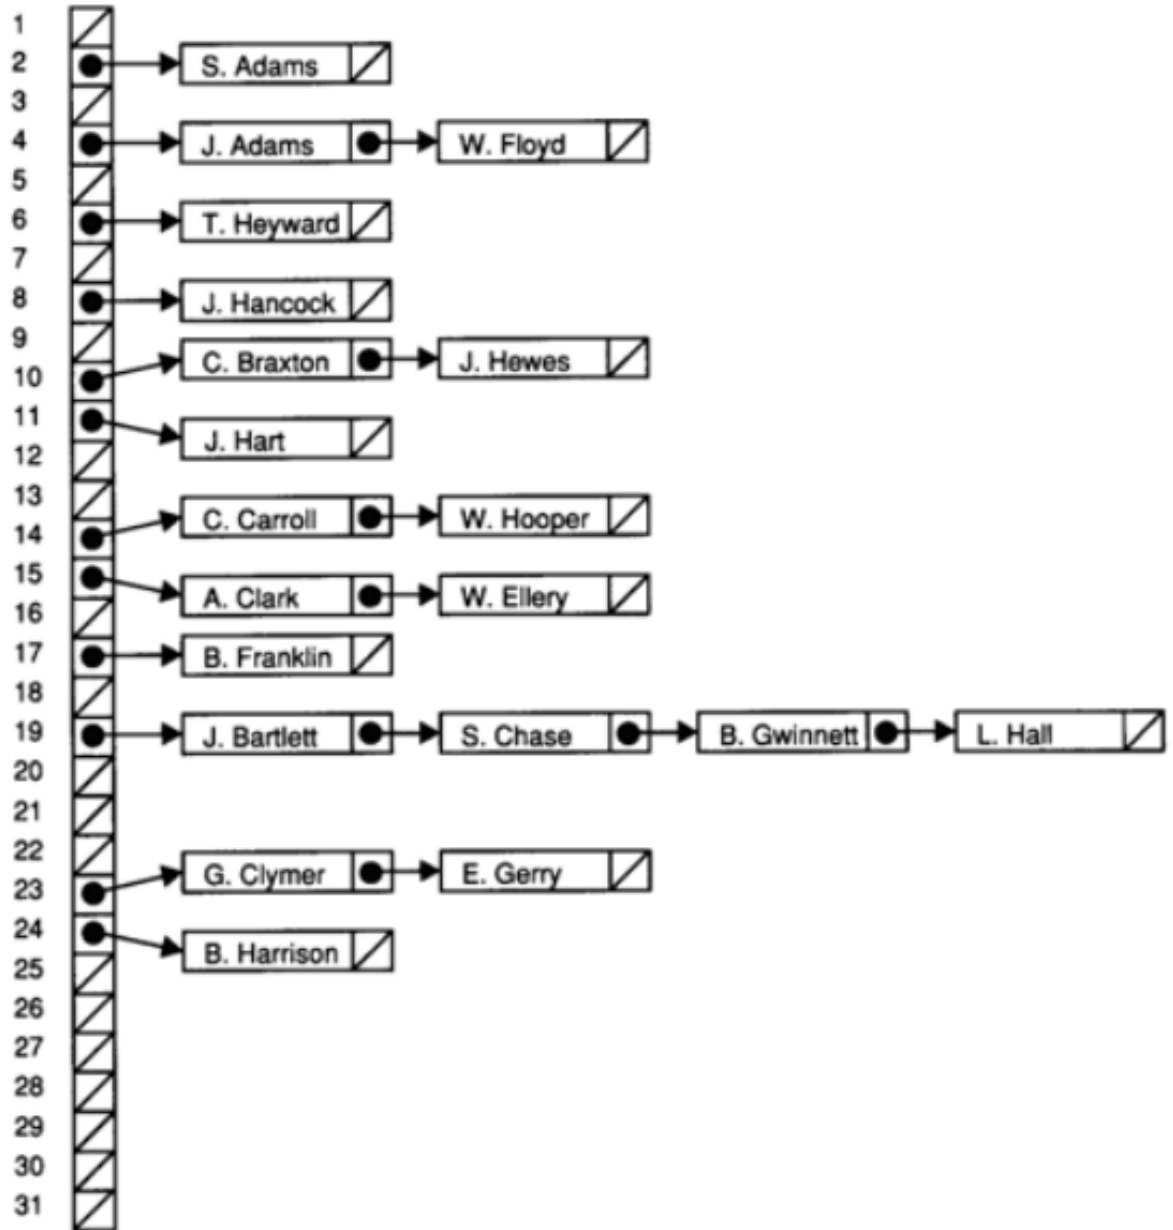 1
2 S. Adams
3
4 J. Adams W. Floyd
5
6 T. Heyward
7
8 J. Hancock
9
10 C. Braxton J. Hewes
11 J. Hart
12
13
14 C. Carroll W. Hooper
15 A. Clark W. Ellery
16
17 B. Franklin
18
19 J. Bartlett S. Chase B. Gwinnett L. Hall
20
21
22
23 G. Clymer E. Gerry
24 B. Harrison
25
26
27
28
29
30
31